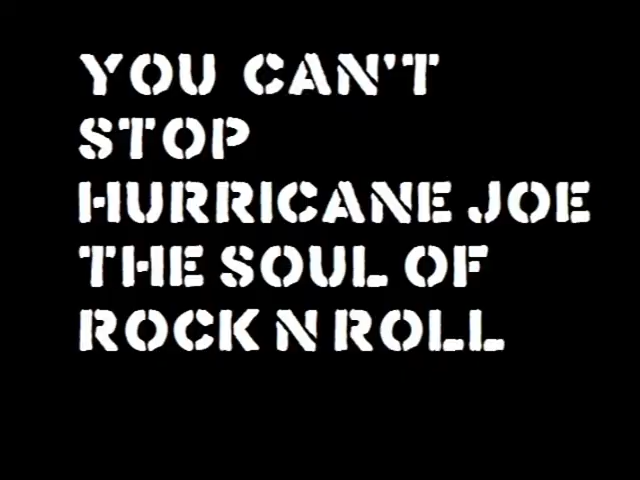 YOU CAN'T
STOP
HURRICANE JOE
THE SOUL OF
ROCK N ROLL